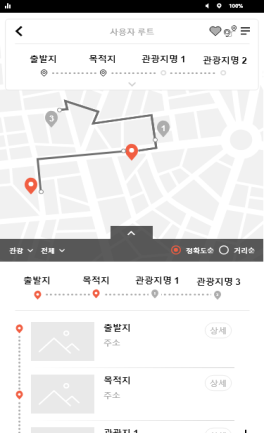 100%
사용자 루트
출발지 목적지 관광지명 1 관광지명 2
3
1
관광 전체 정확도순 거리순
출발지 목적지 관광지명 1 관광지명 3
출발지 상세
주소
목적지 상세
주소
관광지 1 상세